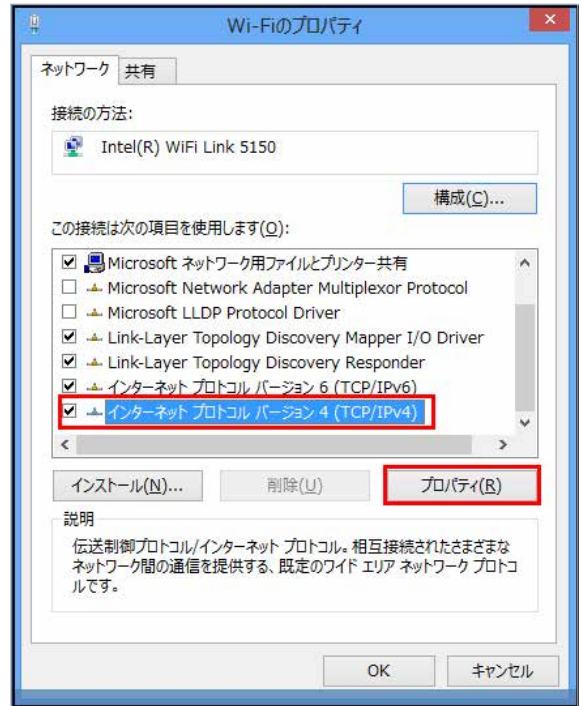 Wi-Fiのプロパティ
ネットワーク 共有
接続の方法:
Intel(R) WiFi Link 5150
構成(C)...
この接続は次の項目を使用します(O):
Microsoft ネットワーク用ファイルとプリンター共有
Microsoft Network Adapter Multiplexor Protocol
Microsoft LLDP Protocol Driver
Link-Layer Topology Discovery Mapper I/O Driver
Link-Layer Topology Discovery Responder
インターネット プロトコル バージョン 6 (TCP/IPv6)
インターネット プロトコル バージョン 4 (TCP/IPv4)
インストール(N)... 削除(U) プロパティ(R)
説明
伝送制御プロトコル/インターネット プロトコル。相互接続されたさまざまな
ネットワーク間の通信を提供する、既定のワイド エリア ネットワーク プロトコ
ルです。
OK キャンセル